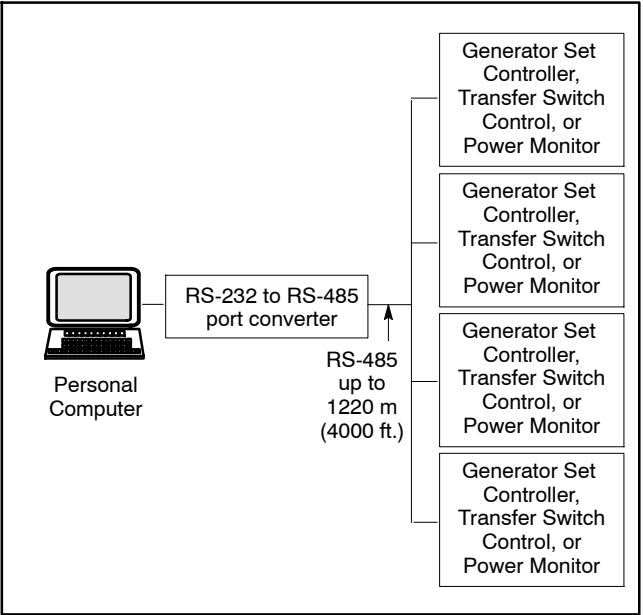 Generator Set
Controller,
Transfer Switch
Control, or
Power Monitor
Generator Set
Controller,
Transfer Switch
Control, or
Power Monitor
RS-232 to RS-485
port converter
Personal
Computer
RS-485
up to
1220 m
(4000 ft.)
Generator Set
Controller,
Transfer Switch
Control, or
Power Monitor
Generator Set
Controller,
Transfer Switch
Control, or
Power Monitor